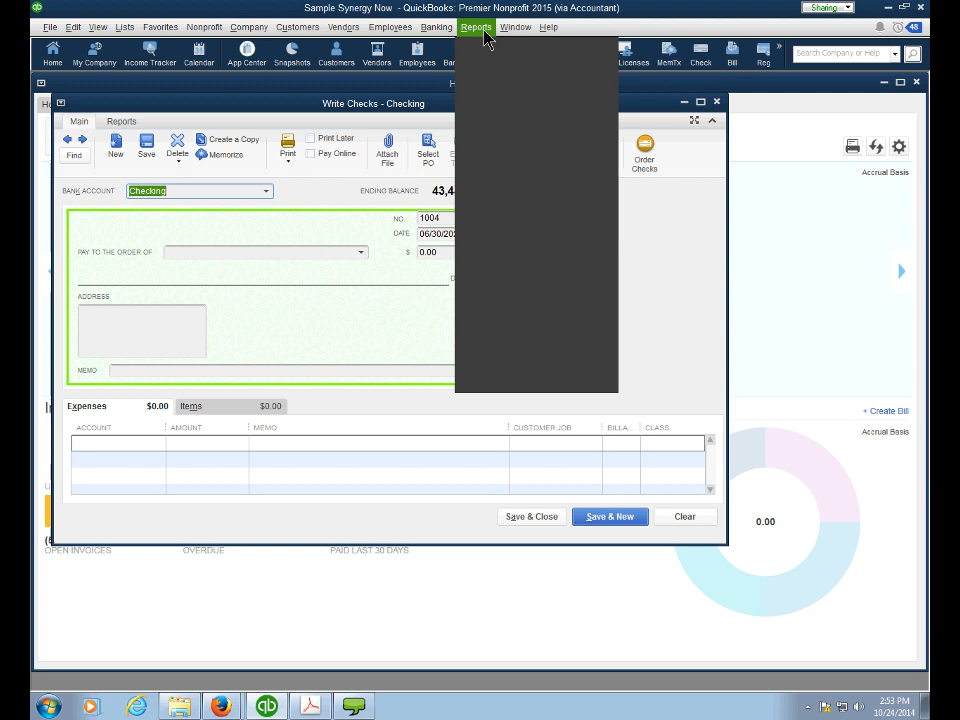 Sample Synergy Now - QuickBooks: Premier Nonprofit 2015 (via Accountant)
Sharing
File Edit View Lists Favorites Nonprofit Company Customers Vendors Employees Banking Reports Window Help
48
Home My Company Income Tracker Calendar App Center Snapshots Customers Vendors Employees MemTx Check Bill Reg
Search Company or Help
Write Checks - Checking
Main Reports
Find New Save Delete
Create a Copy
Memorize
Print
Print Later
Pay Online
Attach File
Select PO
Order Checks
Accrual Basis
BANK ACCOUNT Checking ENDING BALANCE
NO. 1004
DATE
PAY TO THE ORDER OF $ 0.00
ADDRESS
MEMO
Expenses $0.00 Items $0.00
+ Create Bill
Accrual Basis
ACCOUNT AMOUNT MEMO CUSTOMER:JOB BILLA... CLASS
Save & Close Save & New Clear
0.00
OPEN INVOICES OVERDUE PAID LAST 30 DAYS
2:53 PM
10/24/2014